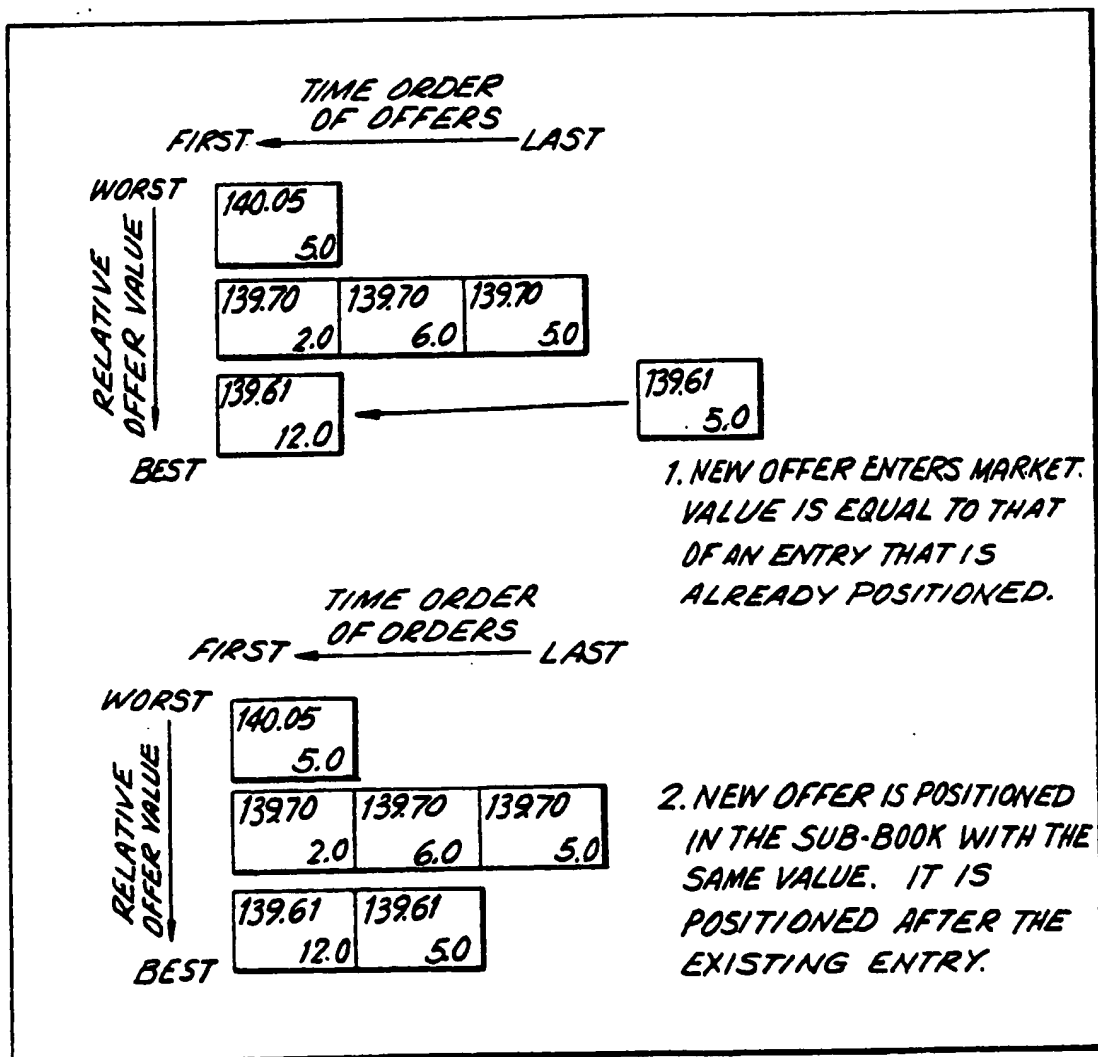 TIME ORDER
OF OFFERS
FIRST LAST
WORST
RELATIVE
OFFER VALUE
140.05
5.0
139.70 139.70 139.70
2.0 6.0 5.0
139.61 139.61
12.0 5.0
BEST
1. NEW OFFER ENTERS MARKET.
VALUE IS EQUAL TO THAT
OF AN ENTRY THAT IS
ALREADY POSITIONED.
TIME ORDER
OF ORDERS
FIRST LAST
WORST
RELATIVE
OFFER VALUE
140.05
5.0
139.70 139.70 139.70
2.0 6.0 5.0
139.61 139.61
12.0 5.0
BEST
2. NEW OFFER IS POSITIONED
IN THE SUB-BOOK WITH THE
SAME VALUE. IT IS
POSITIONED AFTER THE
EXISTING ENTRY.